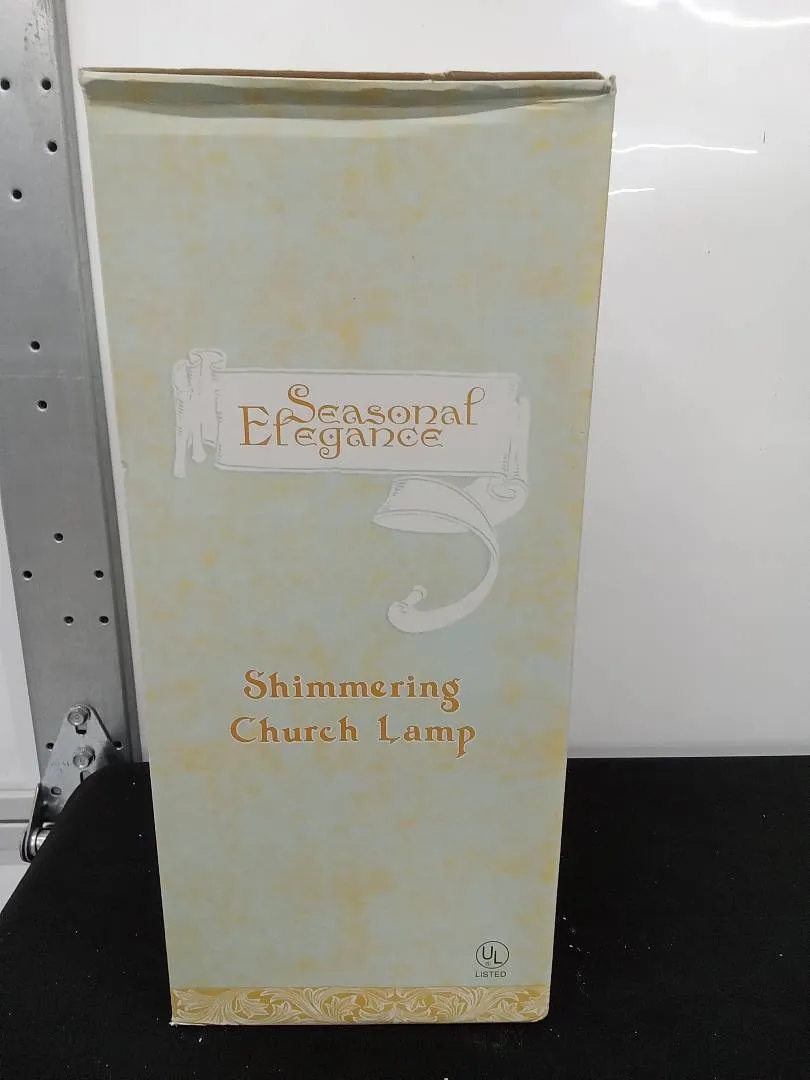 Seasonal
Elegance
Shimmering
Church Lamp
UL
LISTED